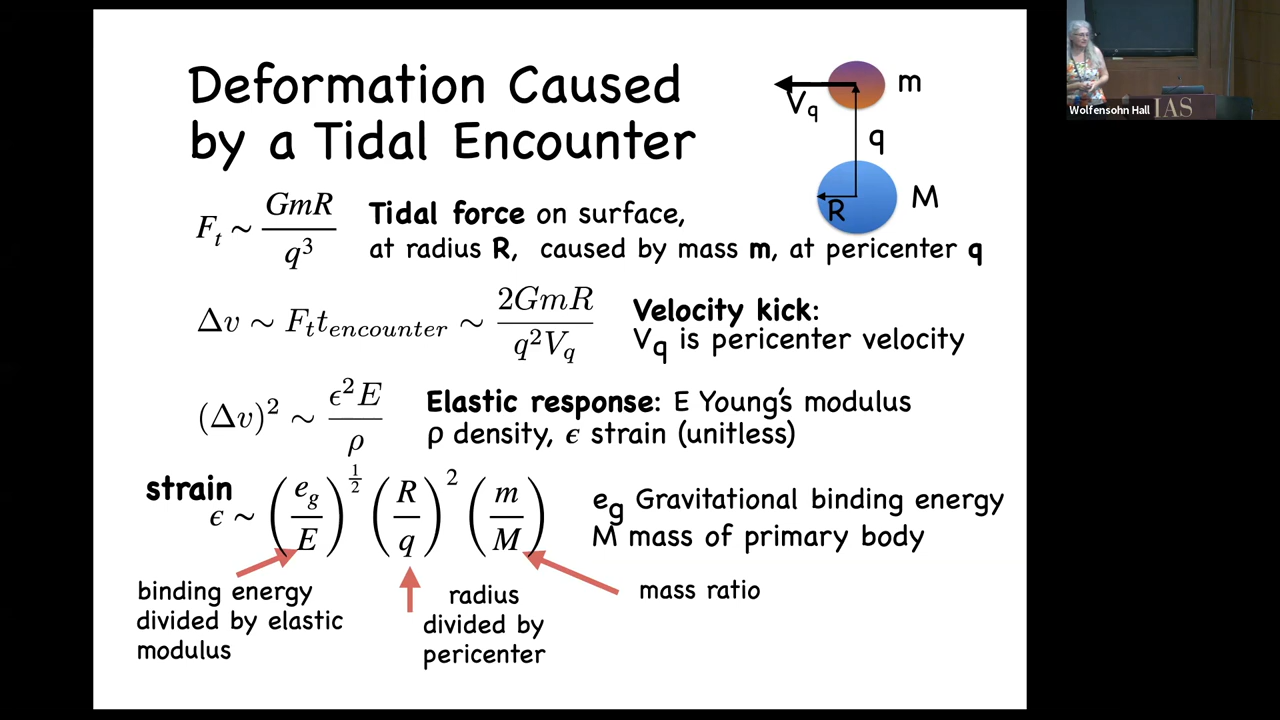 Deformation Caused
by a Tidal Encounter
V_q
m
q
M
R
F_t ~ GmR / q^3
Tidal force on surface,
at radius R, caused by mass m, at pericenter q
Δv ~ F_t t_encounter ~ 2GmR / q^2 V_q
Velocity kick:
V_q is pericenter velocity
(Δv)^2 ~ ϵ^2 E / ρ
Elastic response: E Young's modulus
ρ density, ϵ strain (unitless)
strain
ϵ ~ (e_g / E)^1/2 (R / q)^2 (m / M)
e_g Gravitational binding energy
M mass of primary body
binding energy
divided by elastic
modulus
radius
divided by
pericenter
mass ratio
Wolfensohn Hall
IAS